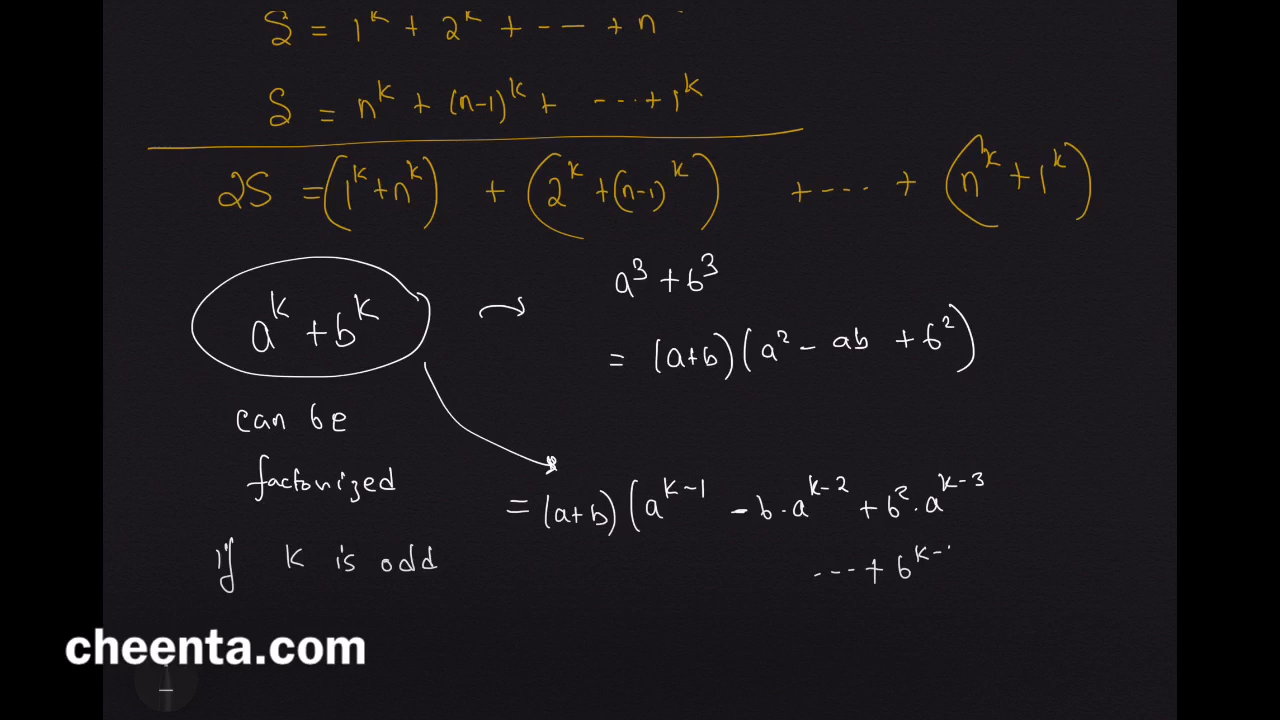 S = 1^k + 2^k + -- — + n
S = n^k + (n-1)^k + --...+ 1^k
2S = (1^k + n^k) + (2^k + (n-1)^k) + -... + (n^k + 1^k)
a^k + b^k → a^3 + b^3
= (a+b)(a^2 - ab + b^2)
can be
factorized
= (a+b)(a^{k-1} - b·a^{k-2} + b^2·a^{k-3}
if k is odd
---- + b^{k-
cheenta.com